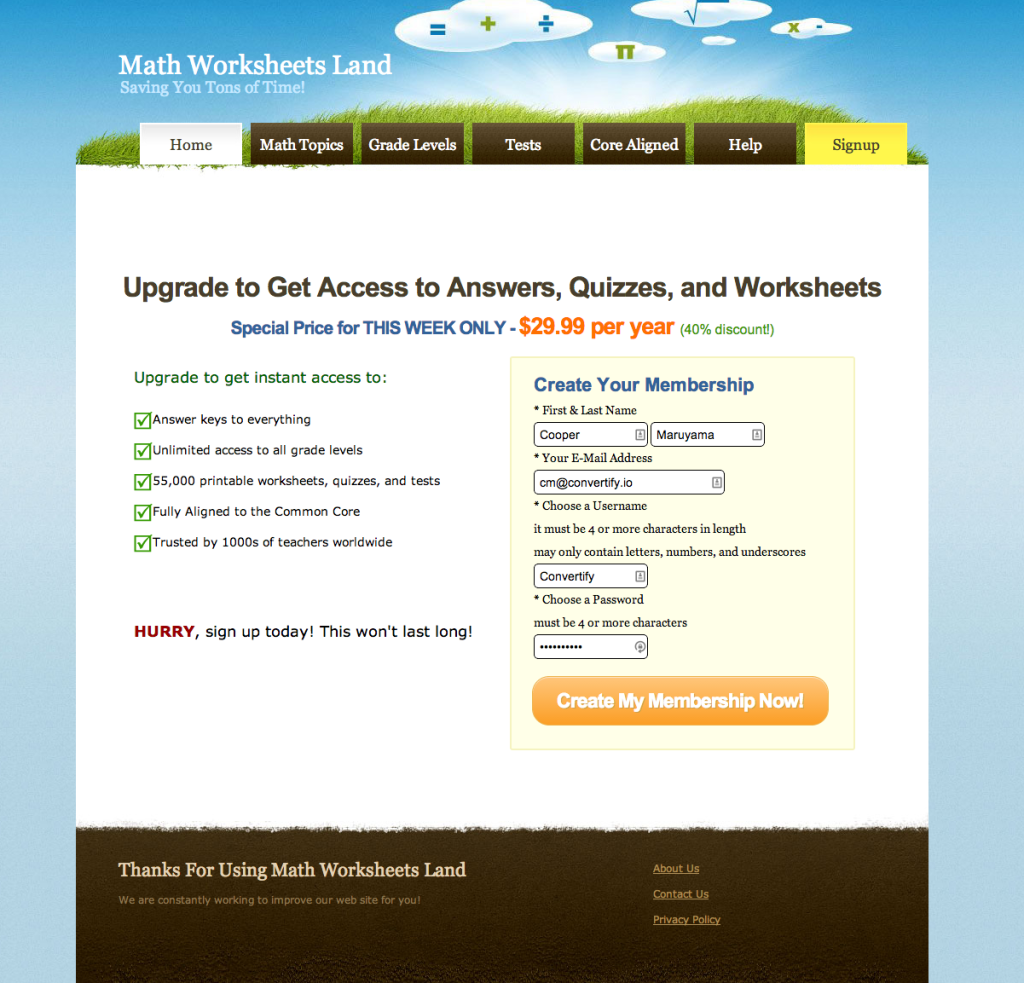 = + ÷ √ x -
π
Math Worksheets Land
Saving You Tons of Time!
Home Math Topics Grade Levels Tests Core Aligned Help Signup
Upgrade to Get Access to Answers, Quizzes, and Worksheets
Special Price for THIS WEEK ONLY - $29.99 per year (40% discount!)
Upgrade to get instant access to:
Answer keys to everything
Unlimited access to all grade levels
55,000 printable worksheets, quizzes, and tests
Fully Aligned to the Common Core
Trusted by 1000s of teachers worldwide
HURRY, sign up today! This won't last long!
Create Your Membership
* First & Last Name
Cooper Maruyama
* Your E-Mail Address
cm@convertify.io
* Choose a Username
it must be 4 or more characters in length
may only contain letters, numbers, and underscores
Convertify
* Choose a Password
must be 4 or more characters
••••••••••
Create My Membership Now!
Thanks For Using Math Worksheets Land
We are constantly working to improve our web site for you!
About Us
Contact Us
Privacy Policy